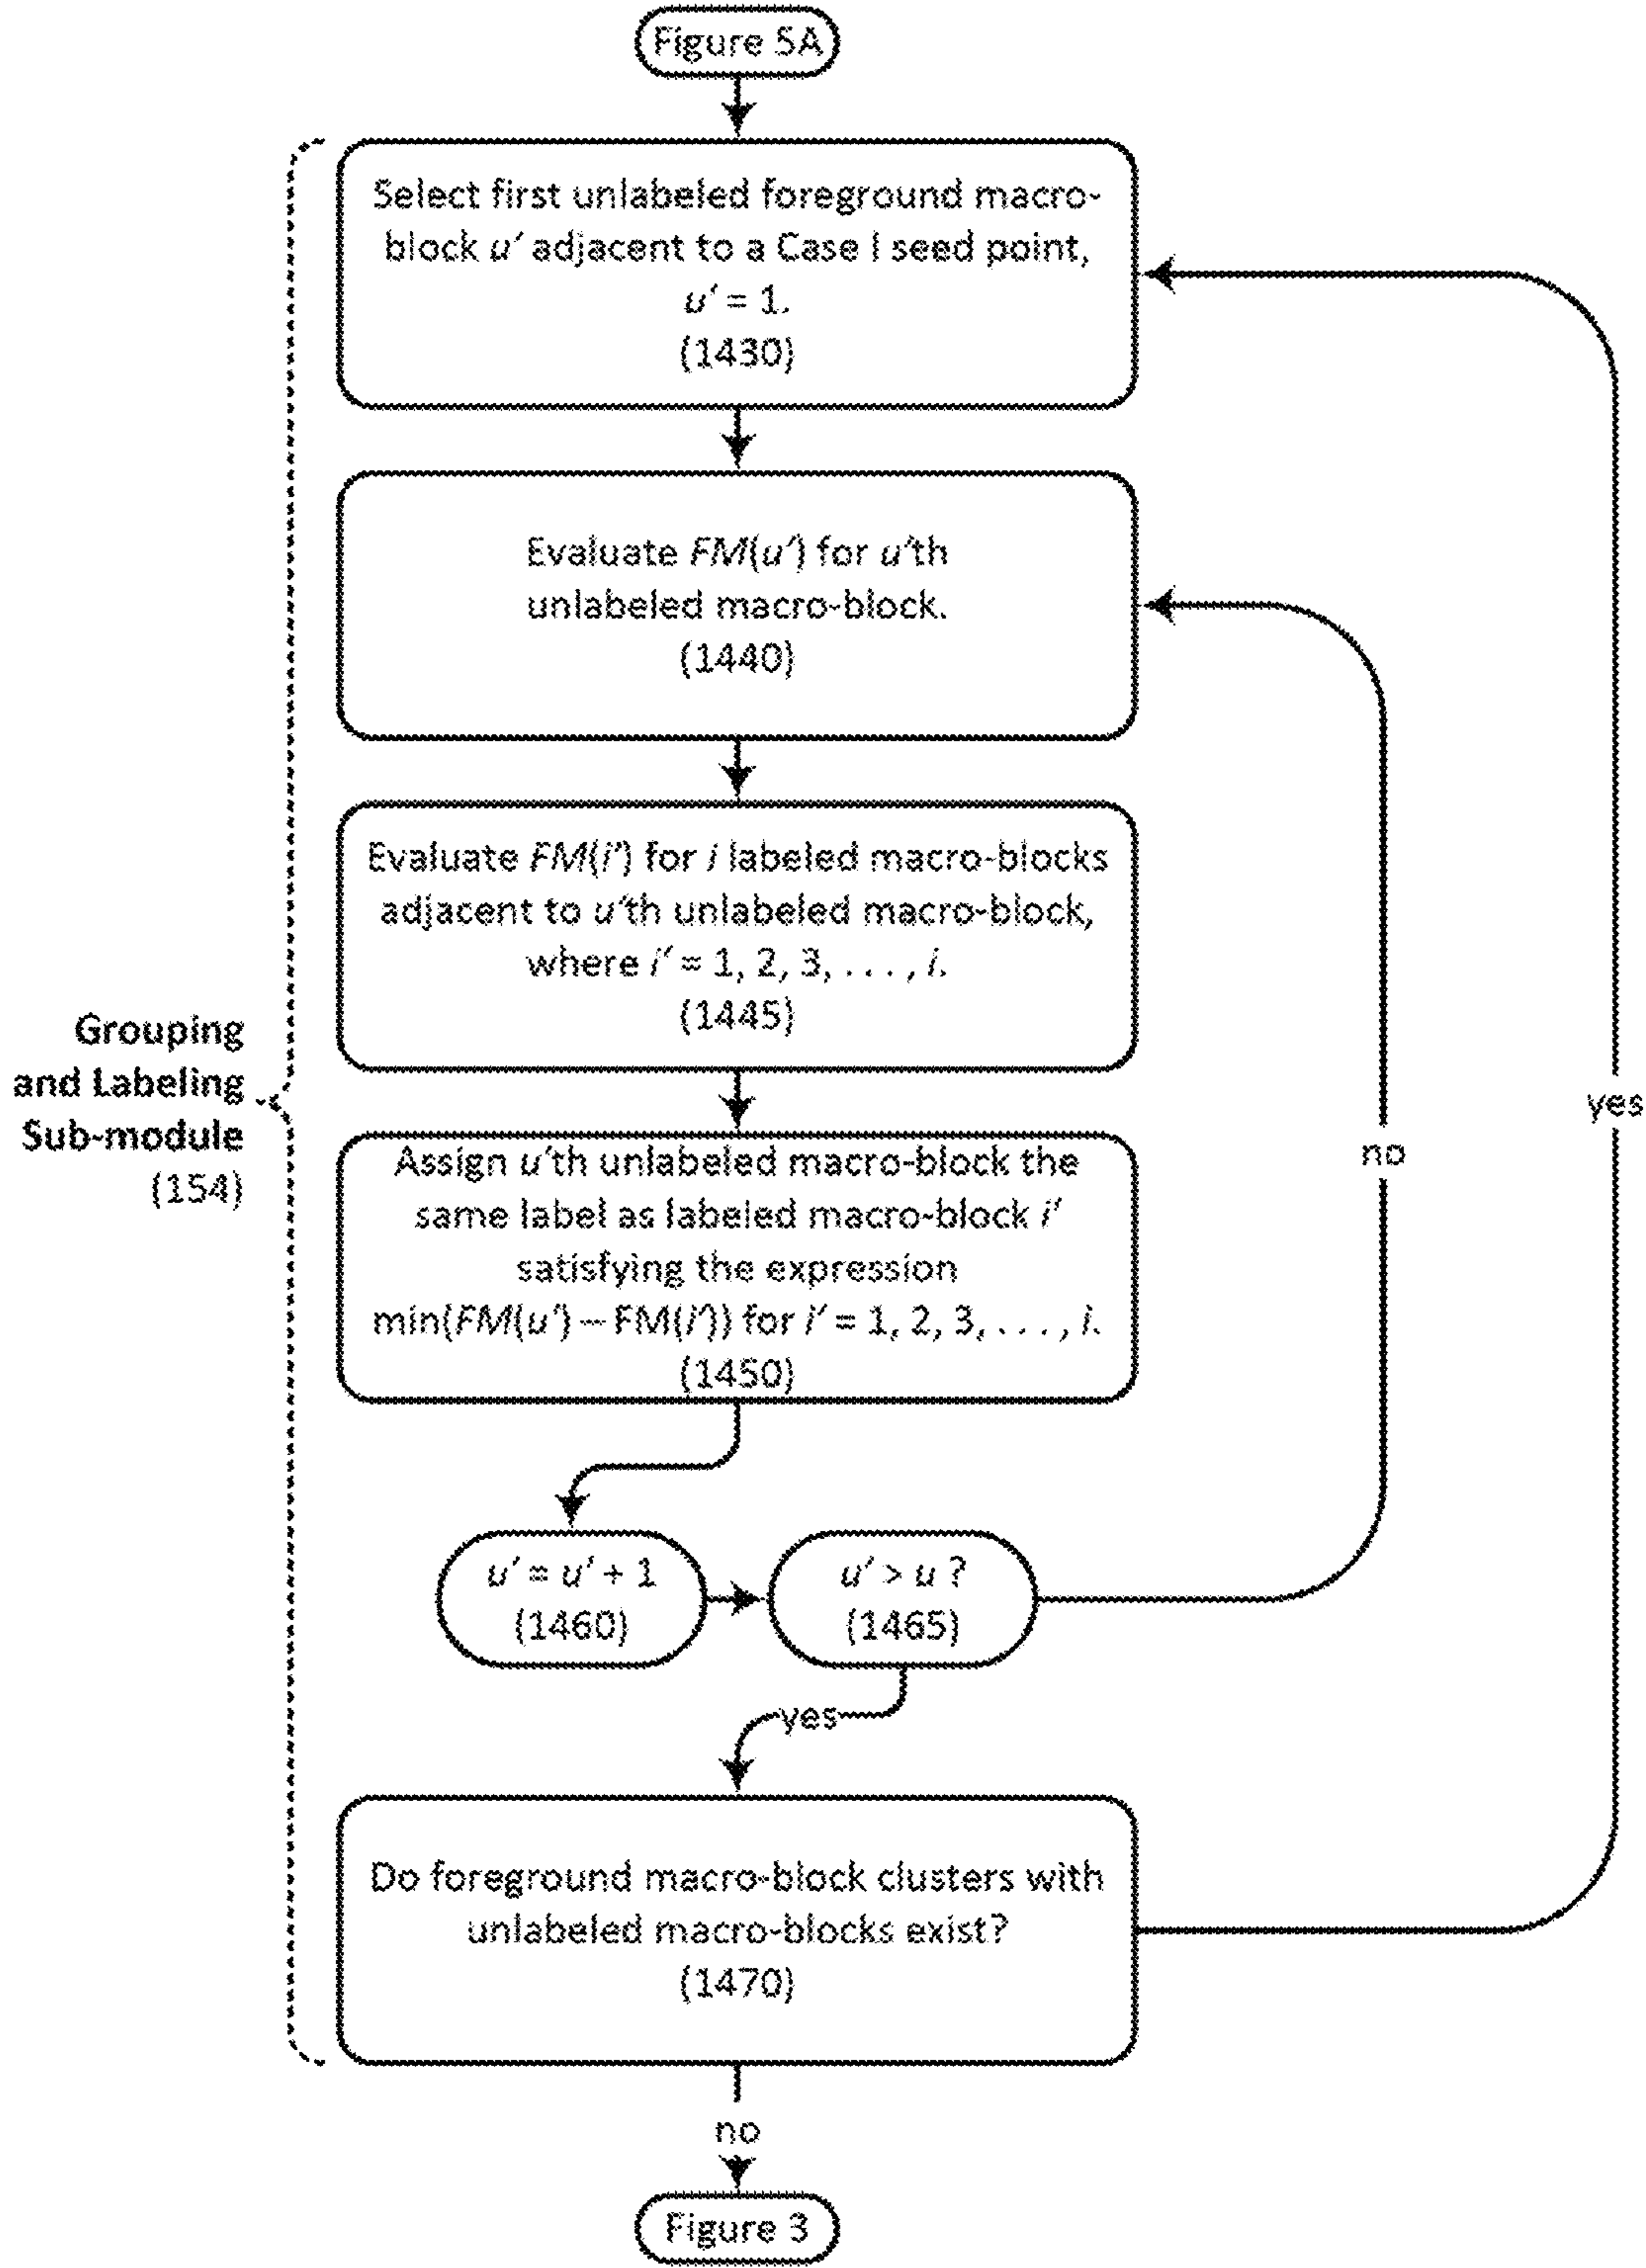 Figure 5A
Select first unlabeled foreground macro-
block u′ adjacent to a Case I seed point,
u′ = 1.
(1430)
Evaluate FM(u′) for u′th
unlabeled macro-block.
(1440)
Evaluate FM(i′) for i labeled macro-blocks
adjacent to u′th unlabeled macro-block,
where i′ = 1, 2, 3, . . . , i.
(1445)
Grouping
and Labeling
Sub-module
(154)
Assign u′th unlabeled macro-block the
same label as labeled macro-block i′
satisfying the expression
min(FM(u′) – FM(i′)) for i′ = 1, 2, 3, . . . , i.
(1450)
no
yes
u′ = u′ + 1
(1460)
u′ > u ?
(1465)
yes
Do foreground macro-block clusters with
unlabeled macro-blocks exist?
(1470)
no
Figure 3